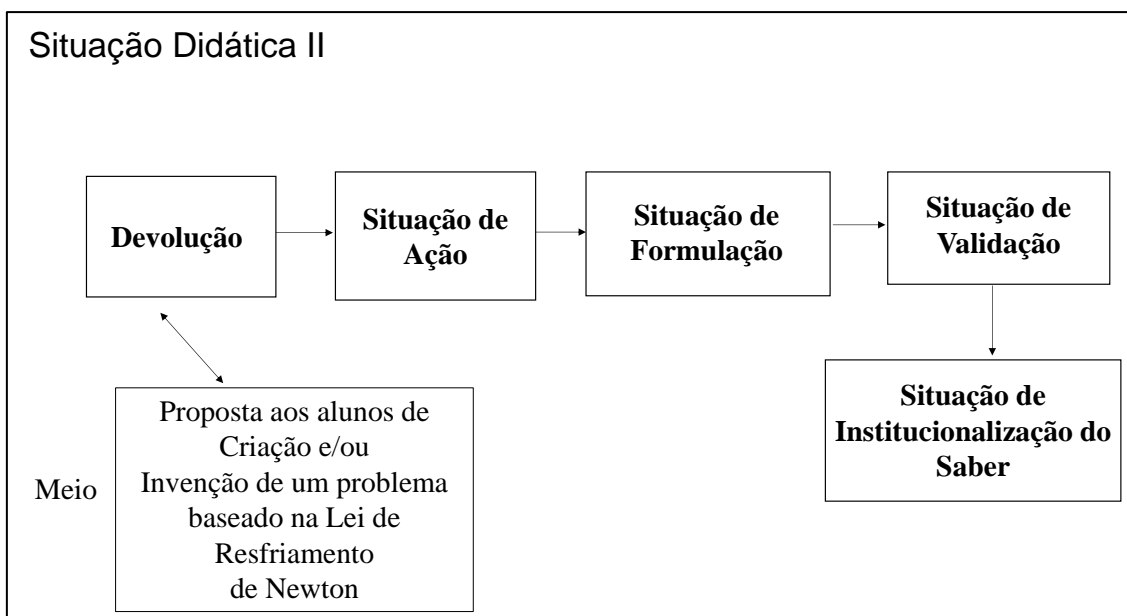 Situação Didática II
Devolução
Situação de
Ação
Situação de
Formulação
Situação de
Validação
Situação de
Institucionalização do
Saber
Meio
Proposta aos alunos de
Criação e/ou
Invenção de um problema
baseado na Lei de
Resfriamento
de Newton